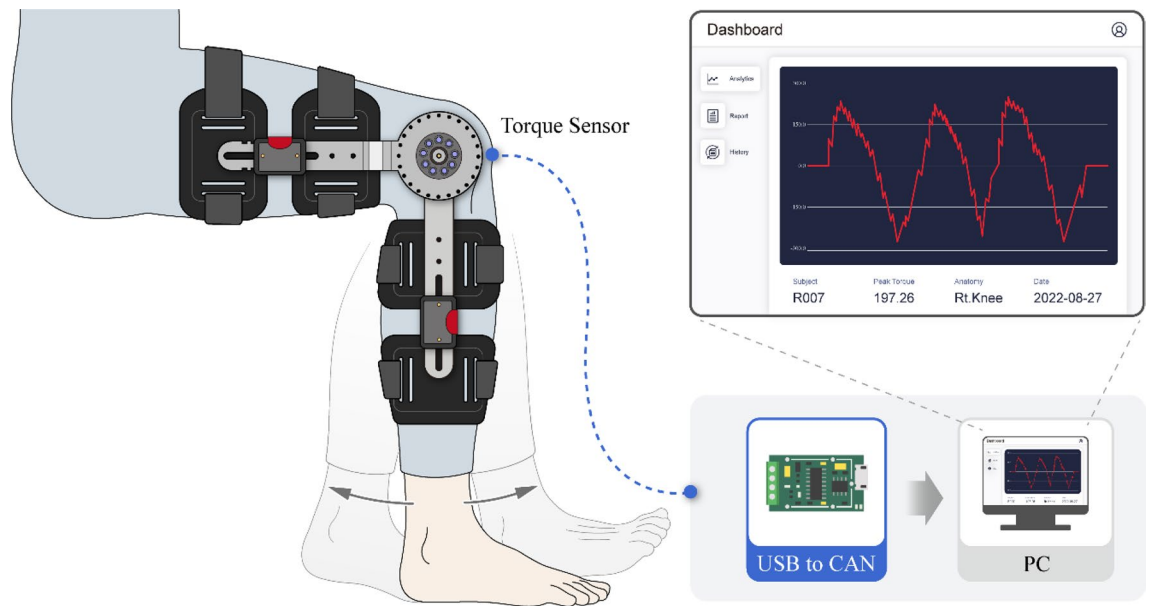 Dashboard
Analytics
Report
History
Torque Sensor
Subject
Peak Torque
Anatomy
Date
R007
197.26
Rt.Knee
2022-08-27
USB to CAN
PC